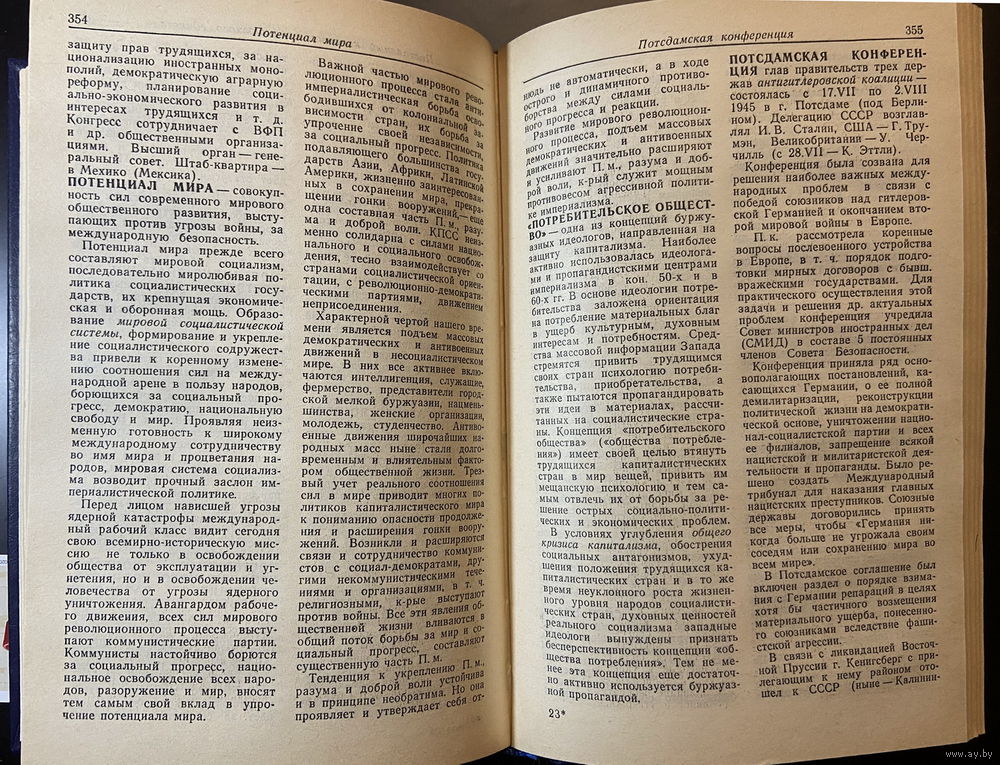 354
Потенциал мира
защиту прав трудящихся, за на-
ционализацию иностранных моно-
полий, демократическую аграрную
реформу, планирование соци-
ально-экономического развития в
интересах трудящихся и т. д.
Конгресс сотрудничает с ВФП
и др. общественными организа-
циями. Высший орган — гене-
ральный совет. Штаб-квартира —
в Мехико (Мексика).
ПОТЕНЦИАЛ МИРА — совокуп-
ность сил современного мирового
общественного развития, высту-
пающих против угрозы войны, за
международную безопасность.
Потенциал мира прежде всего
составляют мировой социализм,
последовательно миролюбивая по-
литика социалистических госу-
дарств, их крепнущая экономиче-
ская и оборонная мощь. Образо-
вание мировой социалистической
системы, формирование и укрепле-
ние социалистического содружест-
ва привели к коренному измене-
нию соотношения сил на между-
народной арене в пользу народов,
борющихся за социальный про-
гресс, демократию, национальную
свободу и мир. Проявляя неиз-
менную готовность к широкому
международному сотрудничеству
во имя мира и процветания на-
родов, мировая система социализ-
ма возводит прочный заслон им-
периалистической политике.
Перед лицом нависшей угрозы
ядерной катастрофы международ-
ный рабочий класс видит сегодня
свою всемирно-историческую мис-
сию не только в освобождении
общества от эксплуатации и уг-
нетения, но и в освобождении че-
ловечества от угрозы ядерного
уничтожения. Авангардом рабоче-
го движения, всех сил мирового
революционного процесса высту-
пают коммунистические партии.
Коммунисты настойчиво борются
за социальный прогресс, нацио-
нальное освобождение всех наро-
дов, разоружение и мир, вносят
тем самым свой вклад в упро-
чение потенциала мира.
Важной частью мирового рево-
люционного процесса стала анти-
империалистическая борьба осво-
бодившихся от колониальной за-
висимости стран, их борьба за
упрочение своей независимости,
за социальный прогресс. Политика
подавляющего большинства госу-
дарств Азии, Африки, Латинской
Америки, жизненно заинтересован-
ных в сохранении мира, прекра-
щении гонки вооружений, — еще
одна составная часть П. м., разу-
ма и доброй воли. КПСС неиз-
менно солидарна с силами нацио-
нального и социального освобож-
дения, тесно взаимодействует со
странами социалистической ориен-
тации, с революционно-демократи-
ческими партиями, движением
неприсоединения.
Характерной чертой нашего вре-
мени является подъем массовых
демократических и антивоенных
движений в несоциалистическом
мире. В них все активнее вклю-
чаются интеллигенция, служащие,
фермерство, представители город-
ской мелкой буржуазии, нацмень-
шинства, женские организации,
молодежь, студенчество. Антиво-
енные движения широчайших на-
родных масс ныне стали долго-
временным и влиятельным факто-
ром общественной жизни. Трез-
вый учет реального соотношения
сил в мире приводит многих по-
литиков капиталистического мира
к пониманию опасности продолже-
ния и расширения гонки воору-
жений. Возникли и расширяются
связи и сотрудничество коммуни-
стов с социал-демократами, дру-
гими некоммунистическими тече-
ниями и организациями, в т. ч.
религиозными, к-рые выступают
против войны. Все эти явления об-
щественной жизни вливаются в
общий поток борьбы за мир и со-
циальный прогресс, составляют
существенную часть П. м.
Тенденция к укреплению П. м.,
разума и доброй воли устойчива
и в принципе необратима. Но она
проявляет и утверждает себя от-
Потсдамская конференция
355
нюдь не автоматически, а в ходе
острого и динамичного противо-
борства между силами социаль-
ного прогресса и реакции.
Развитие мирового революцион-
ного процесса, подъем массовых
демократических и антивоенных
движений значительно расширяют
и усиливают П. м., разума и доб-
рой воли, к-рый служит мощным
противовесом агрессивной полити-
ке империализма.
«ПОТРЕБИТЕЛЬСКОЕ ОБЩЕСТ-
ВО» — одна из концепций буржу-
азных идеологов, направленная на
защиту капитализма. Наиболее
активно использовалась идеолога-
ми и пропагандистскими центрами
империализма в кон. 50-х и в
60-х гг. В основе идеологии потре-
бительства заложена ориентация
на потребление материальных благ
в ущерб культурным, духовным
интересам и потребностям. Сред-
ства массовой информации Запада
стремятся привить трудящимся
своих стран психологию потреби-
тельства, приобретательства, а
также пытаются пропагандировать
эти идеи в материалах, рассчи-
танных на социалистические стра-
ны. Концепция «потребительского
общества» («общества потребле-
ния») имеет своей целью втянуть
трудящихся капиталистических
стран в мир вещей, привить им
мещанскую психологию и тем са-
мым отвлечь их от борьбы за ре-
шение острых социально-полити-
ческих и экономических проблем.
В условиях углубления общего
кризиса капитализма, обострения
социальных антагонизмов, ухуд-
шения положения трудящихся ка-
питалистических стран и в то же
время неуклонного роста жизнен-
ного уровня народов социалисти-
ческих стран, духовных ценностей
реального социализма западные
идеологи вынуждены признать
бесперспективность концепции «об-
щества потребления». Тем не ме-
нее эта концепция еще достаточ-
но активно используется буржуаз-
ной пропагандой.
23*
ПОТСДАМСКАЯ КОНФЕРЕН-
ЦИЯ глав правительств трех дер-
жав антигитлеровской коалиции —
состоялась с 17.VII по 2.VIII
1945 в г. Потсдаме (под Берли-
ном). Делегацию СССР возглав-
лял И. В. Сталин, США — Г. Тру-
мэн, Великобритании — У. Чер-
чилль (с 28.VII — К. Эттли).
Конференция была созвана для
решения наиболее важных между-
народных проблем в связи с
победой союзников над гитлеров-
ской Германией и окончанием вто-
рой мировой войны в Европе.
П. к. рассмотрела коренные
вопросы послевоенного устройства
в Европе, в т. ч. порядок подго-
товки мирных договоров с бывш.
вражескими государствами. Для
практического осуществления этой
задачи и решения др. актуальных
проблем конференция учредила
Совет министров иностранных дел
(СМИД) в составе 5 постоянных
членов Совета Безопасности.
Конференция приняла ряд осно-
вополагающих постановлений, ка-
сающихся Германии, о ее полной
демилитаризации, реконструкции
политической жизни на демократи-
ческой основе, уничтожении нацио-
нал-социалистской партии и всех
ее филиалов, запрещение всякой
нацистской и милитаристской дея-
тельности и пропаганды. Было ре-
шено создать Международный
трибунал для наказания главных
нацистских преступников. Союзные
державы договорились принять
все меры, чтобы «Германия ни-
когда больше не угрожала своим
соседям или сохранению мира во
всем мире».
В Потсдамское соглашение был
включен раздел о порядке взима-
ния с Германии репараций в целях
хотя бы частичного возмещения
материального ущерба, понесенно-
го союзниками вследствие фашист-
ской агрессии.
В связи с ликвидацией Восточ-
ной Пруссии г. Кенигсберг с при-
легающим к нему районом ото-
шел к СССР (ныне — Калинин-
www.ay.by